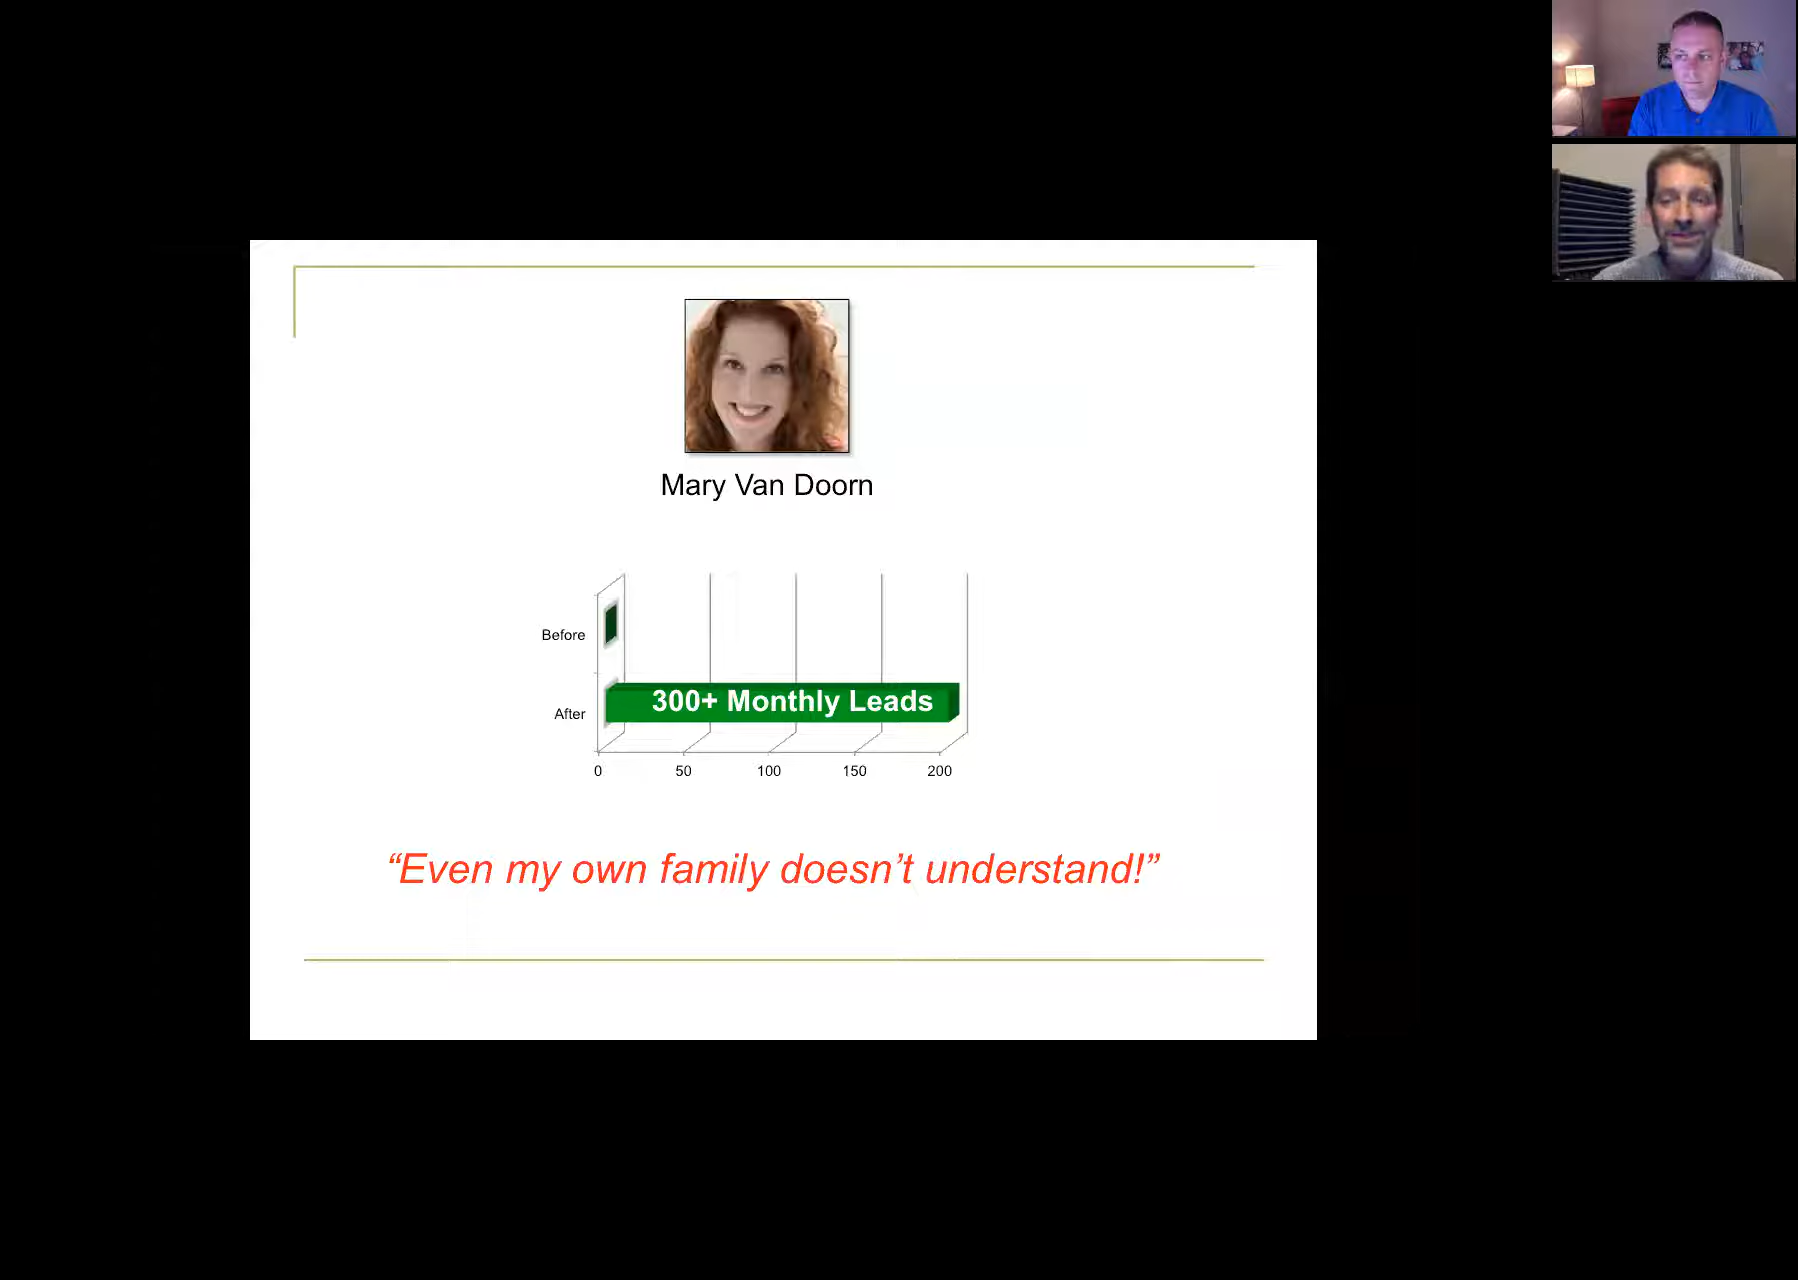 Mary Van Doorn
Before
300+ Monthly Leads
After
0 50 100 150 200
“Even my own family doesn’t understand!”